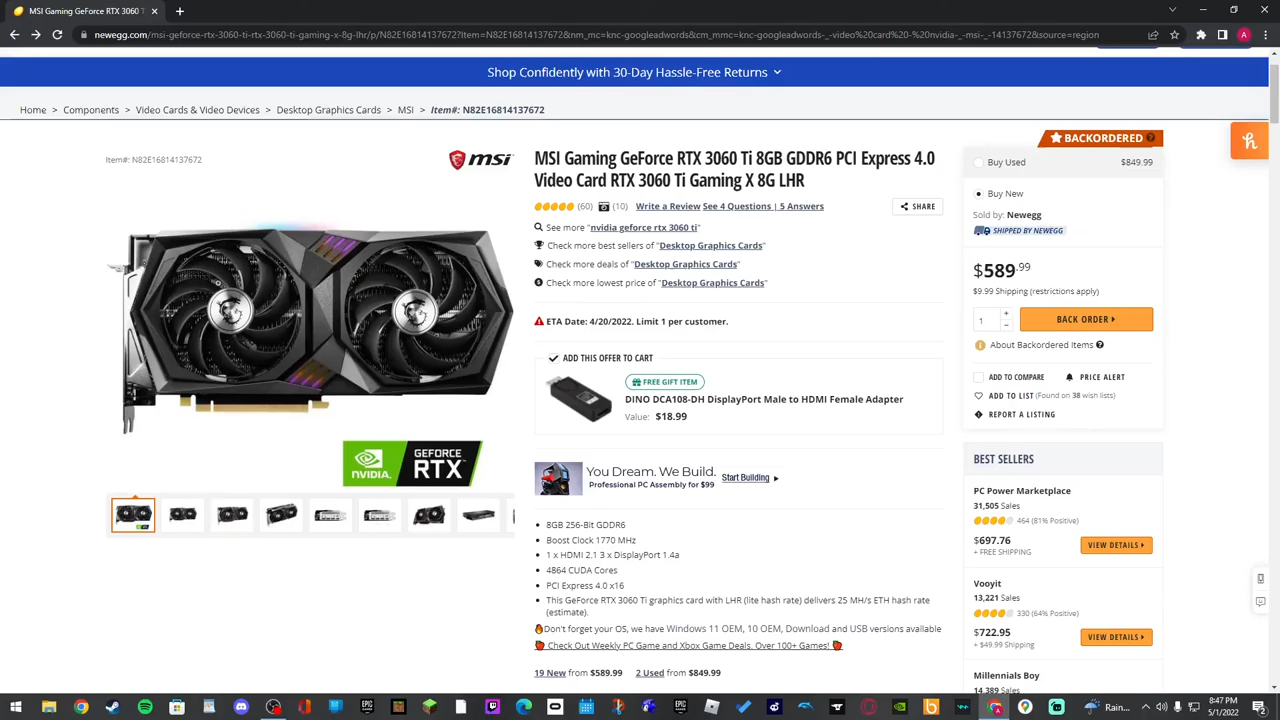 MSI Gaming GeForce RTX 3060 Ti
newegg.com/msi-geforce-rtx-3060-ti-rtx-3060-ti-gaming-x-8g-lhr/p/N82E16814137672?Item=N82E16814137672&nm_mc=knc-googleadwords&cm_mmc=knc-googleadwords-_-video%20card%20-%20nvidia-_-msi-_-14137672&source=region
A
Shop Confidently with 30-Day Hassle-Free Returns
Home > Components > Video Cards & Video Devices > Desktop Graphics Cards > MSI > Item#: N82E16814137672
Item#: N82E16814137672
msi
MSI Gaming GeForce RTX 3060 Ti 8GB GDDR6 PCI Express 4.0
Video Card RTX 3060 Ti Gaming X 8G LHR
(60) (10) Write a Review See 4 Questions | 5 Answers
SHARE
See more "nvidia geforce rtx 3060 ti"
Check more best sellers of "Desktop Graphics Cards"
Check more deals of "Desktop Graphics Cards"
Check more lowest price of "Desktop Graphics Cards"
ETA Date: 4/20/2022. Limit 1 per customer.
ADD THIS OFFER TO CART
FREE GIFT ITEM
DINO DCA108-DH DisplayPort Male to HDMI Female Adapter
Value: $18.99
You Dream. We Build.
Professional PC Assembly for $99
Start Building
NVIDIA.
GEFORCE
RTX
8GB 256-Bit GDDR6
Boost Clock 1770 MHz
1 x HDMI 2.1 3 x DisplayPort 1.4a
4864 CUDA Cores
PCI Express 4.0 x16
This GeForce RTX 3060 Ti graphics card with LHR (lite hash rate) delivers 25 MH/s ETH hash rate
(estimate).
Don't forget your OS, we have Windows 11 OEM, 10 OEM, Download and USB versions available
Check Out Weekly PC Game and Xbox Game Deals. Over 100+ Games!
19 New from $589.99 2 Used from $849.99
BACKORDERED
Buy Used $849.99
Buy New
Sold by: Newegg
SHIPPED BY NEWEGG
$589.99
$9.99 Shipping (restrictions apply)
1
BACK ORDER
About Backordered Items
ADD TO COMPARE PRICE ALERT
ADD TO LIST (Found on 38 wish lists)
REPORT A LISTING
BEST SELLERS
PC Power Marketplace
31,505 Sales
464 (81% Positive)
$697.76
+ FREE SHIPPING
VIEW DETAILS
Vooyit
13,221 Sales
330 (64% Positive)
$722.95
+ $49.99 Shipping
VIEW DETAILS
Millennials Boy
14,389 Sales
Rain...
8:47 PM
5/1/2022